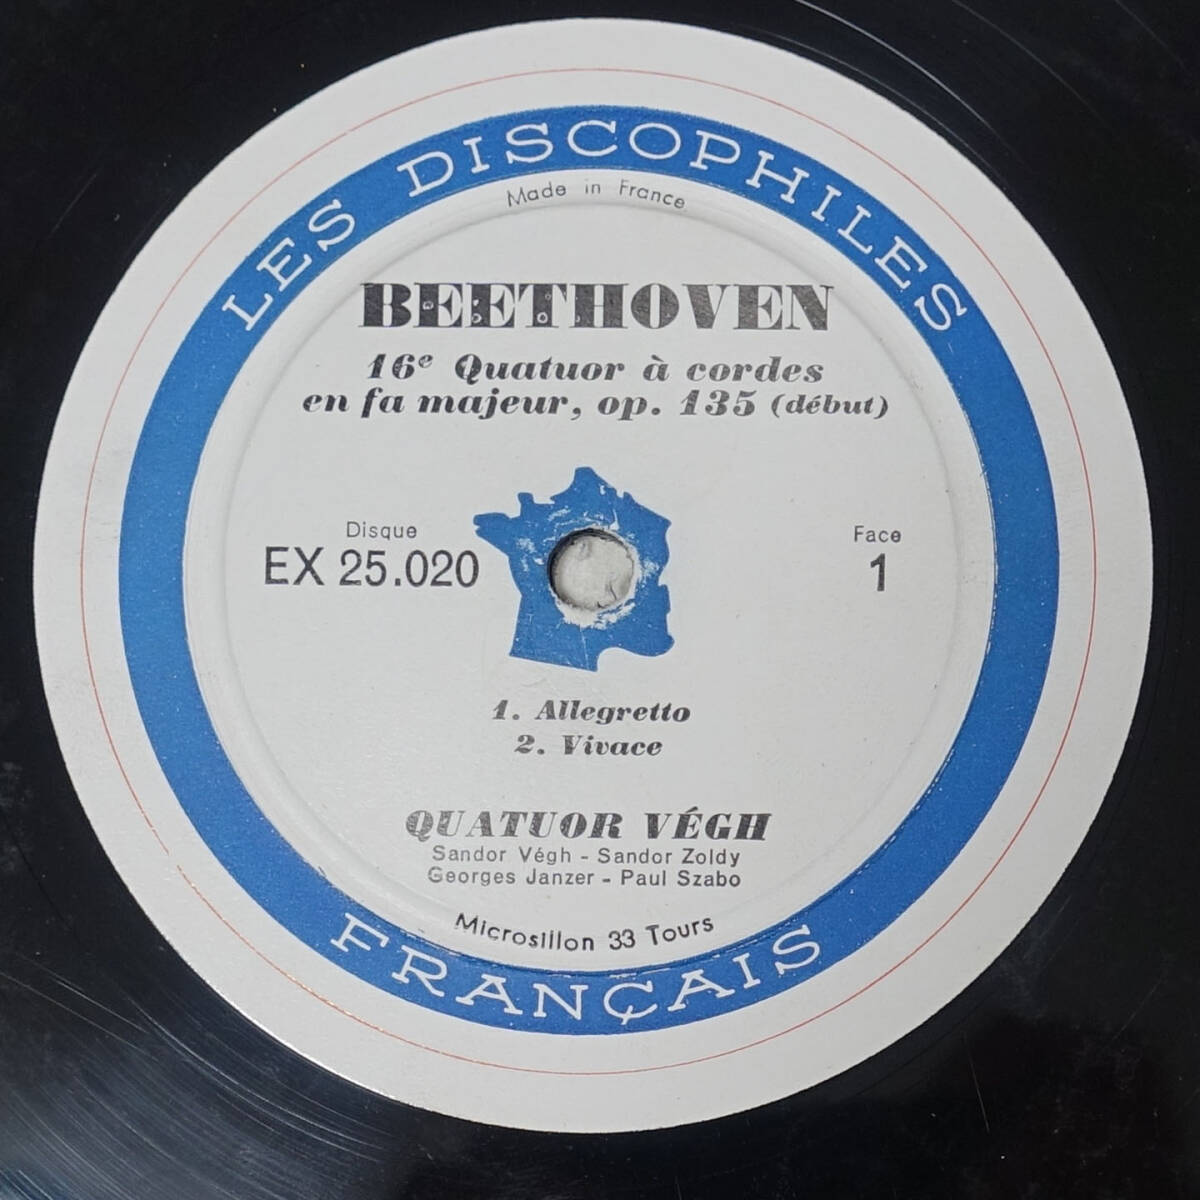 LES DISCOPHILES
Made in France
BEETHOVEN
16e Quatuor à cordes
en fa majeur, op. 135 (début)
Disque
EX 25.020
Face
1
1. Allegretto
2. Vivace
QUATUOR VÉGH
Sandor Végh - Sandor Zoldy
Georges Janzer - Paul Szabo
Microsillon 33 Tours
FRANÇAIS